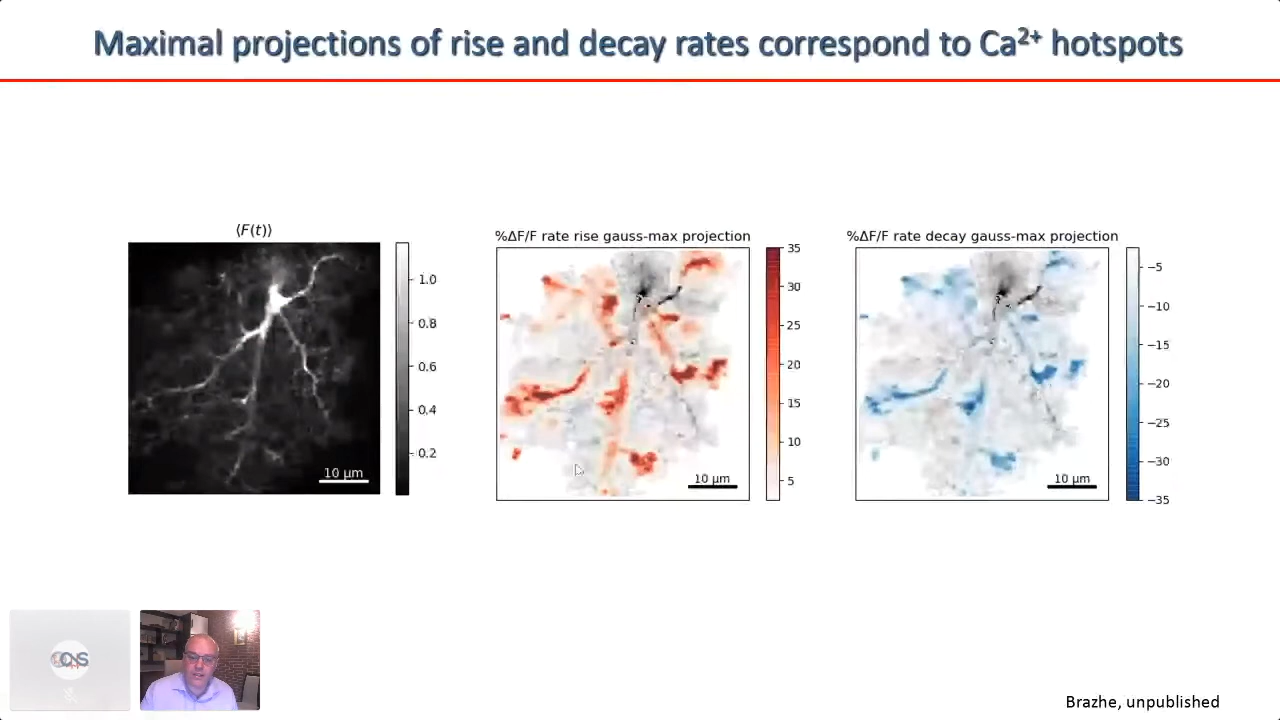 Maximal projections of rise and decay rates correspond to Ca²⁺ hotspots
⟨F(t)⟩
1.0
0.8
0.6
0.4
0.2
10 μm
%ΔF/F rate rise gauss-max projection
35
30
25
20
15
10
5
10 μm
%ΔF/F rate decay gauss-max projection
−5
−10
−15
−20
−25
−30
−35
10 μm
Brazhe, unpublished